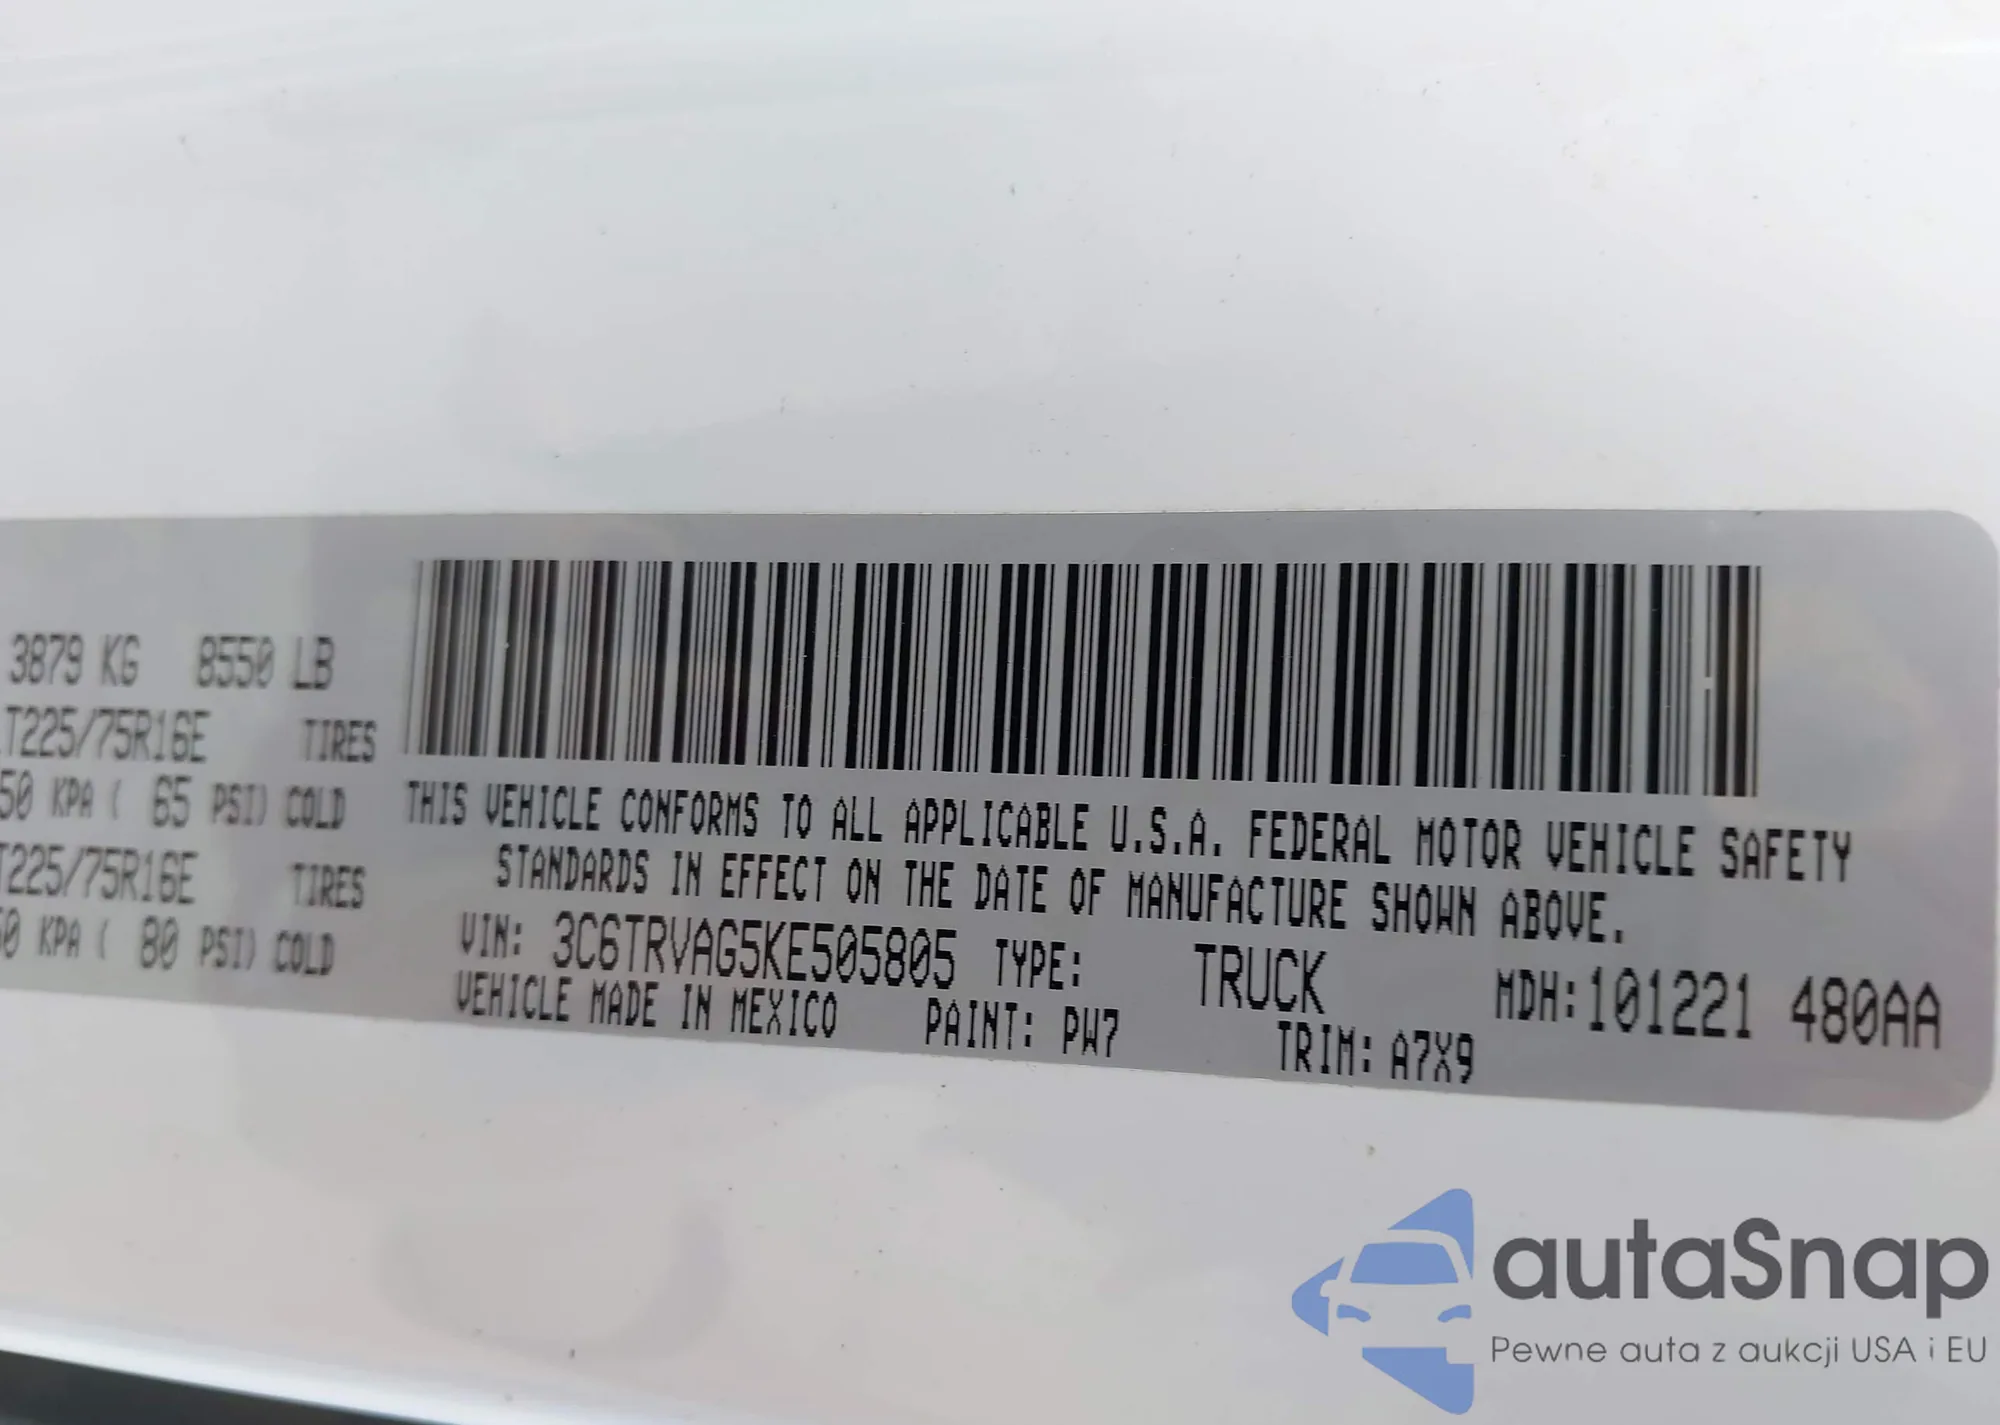 3879 KG 8550 LB
T225/75R16E TIRES
50 KPA ( 65 PSI) COLD
T225/75R16E TIRES
0 KPA ( 80 PSI) COLD
THIS VEHICLE CONFORMS TO ALL APPLICABLE U.S.A. FEDERAL MOTOR VEHICLE SAFETY
STANDARDS IN EFFECT ON THE DATE OF MANUFACTURE SHOWN ABOVE.
VIN: 3C6TRVAG5KE505805 TYPE: TRUCK MDH:101221 480AA
VEHICLE MADE IN MEXICO PAINT: PW7 TRIM: A7X9
autaSnap
Pewne auta z aukcji USA i EU